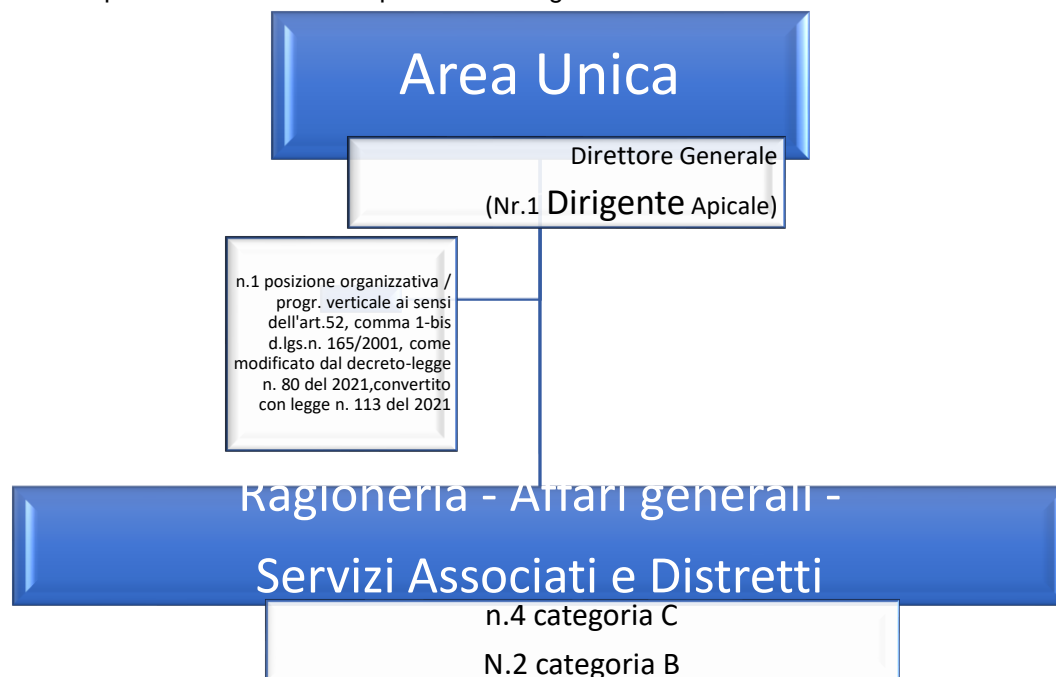 Area Unica
Direttore Generale
(Nr.1 Dirigente Apicale)
n.1 posizione organizzativa /
progr. verticale ai sensi
dell'art.52, comma 1-bis
d.lgs.n. 165/2001, come
modificato dal decreto-legge
n. 80 del 2021,convertito
con legge n. 113 del 2021
Ragioneria - Affari generali -
Servizi Associati e Distretti
n.4 categoria C
N.2 categoria B